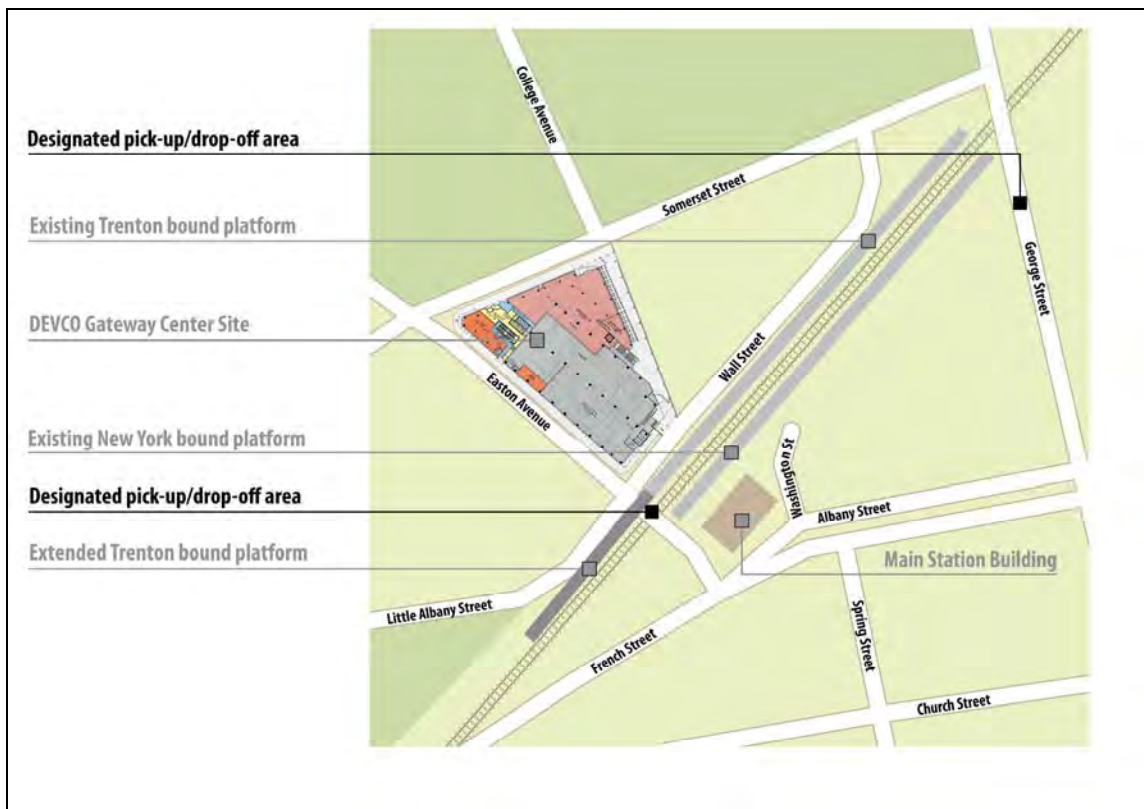 Designated pick-up/drop-off area
Existing Trenton bound platform
DEVCO Gateway Center Site
Existing New York bound platform
Designated pick-up/drop-off area
Extended Trenton bound platform
College Avenue
Somerset Street
George Street
Wall Street
Easton Avenue
Washington St
Albany Street
Main Station Building
Little Albany Street
French Street
Spring Street
Church Street